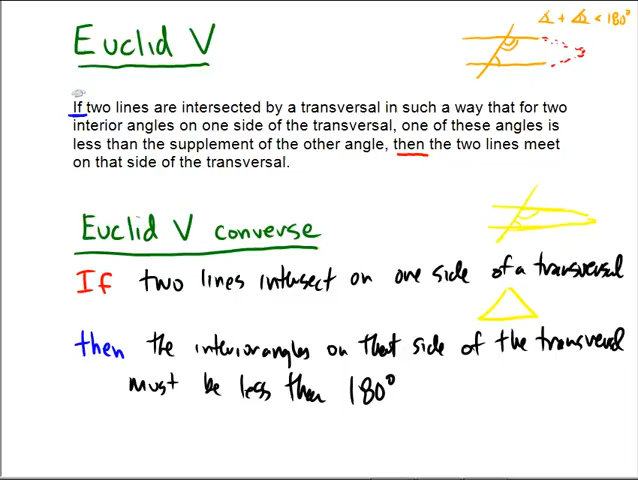 Euclid V
∡ + ∡ < 180°
If two lines are intersected by a transversal in such a way that for two
interior angles on one side of the transversal, one of these angles is
less than the supplement of the other angle, then the two lines meet
on that side of the transversal.
Euclid V converse
If two lines intersect on one side of a transversal
then the interior angles on that side of the transversal
must be less then 180°